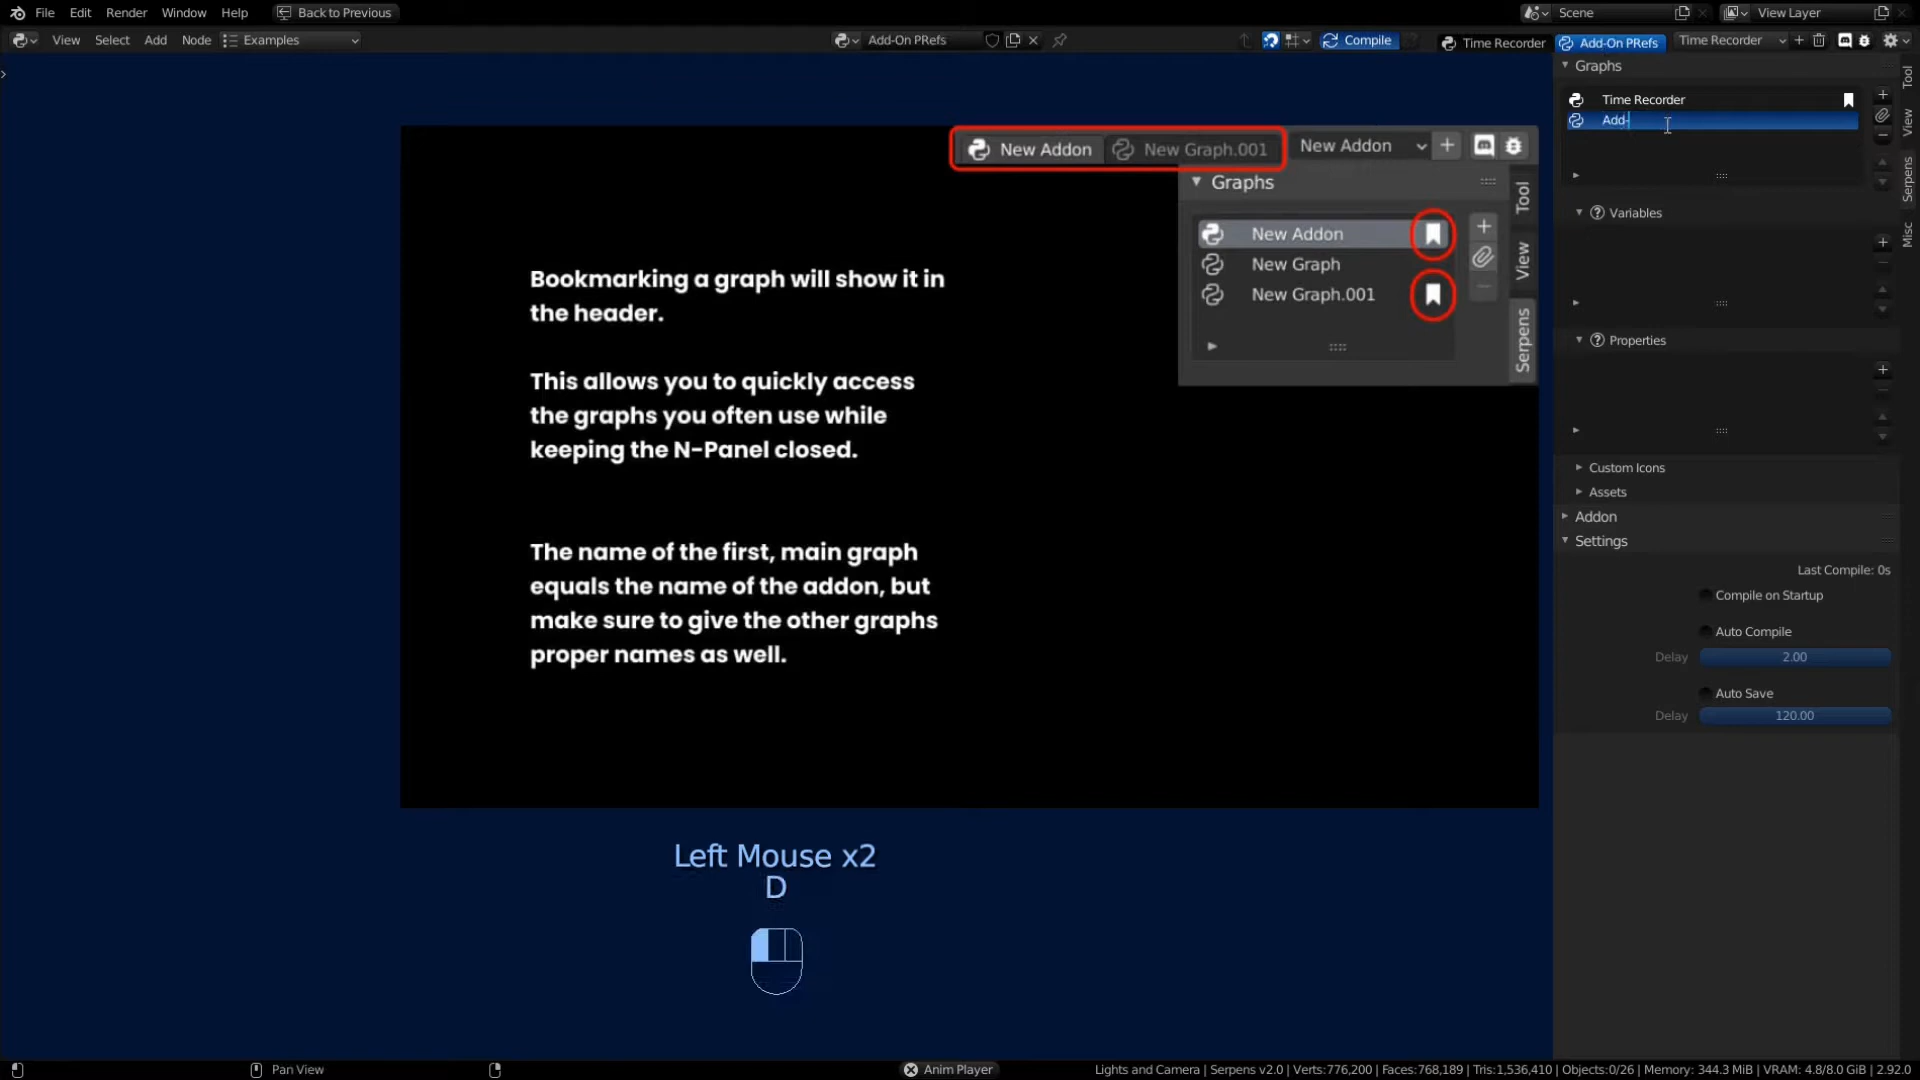 File Edit Render Window Help Back to Previous Scene View Layer
View Select Add Node Examples Add-On PRefs Compile Time Recorder Add-On PRefs Time Recorder
Graphs
Time Recorder
Add-
Variables
Properties
Custom Icons
Assets
Addon
Settings
Last Compile: 0s
Compile on Startup
Auto Compile
Delay 2.00
Auto Save
Delay 120.00
Tool
View
Serpens
Misc
New Addon New Graph.001 New Addon
Graphs
New Addon
New Graph
New Graph.001
Tool
View
Serpens
Bookmarking a graph will show it in
the header.
This allows you to quickly access
the graphs you often use while
keeping the N-Panel closed.
The name of the first, main graph
equals the name of the addon, but
make sure to give the other graphs
proper names as well.
Left Mouse x2
D
Pan View Anim Player Lights and Camera | Serpens v2.0 | Verts:776,200 | Faces:768,189 | Tris:1,536,410 | Objects:0/26 | Memory: 344.3 MiB | VRAM: 4.8/8.0 GiB | 2.92.0